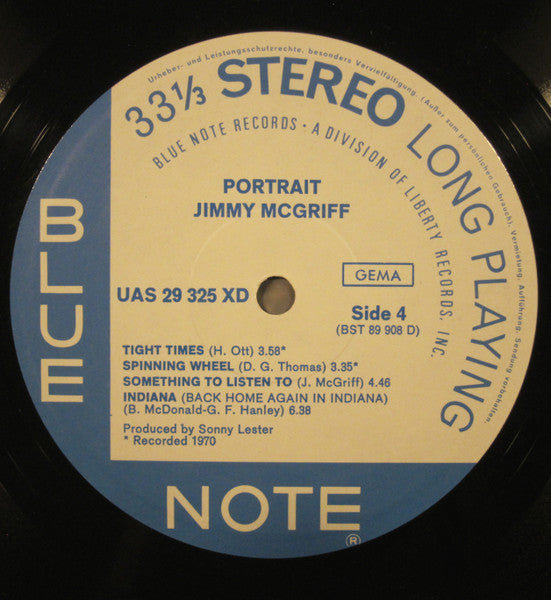 Urheber- und Leistungsschutzrechte, besonders Vervielfältigung, (Außer zum persönlichen Gebrauch), Vermietung, Aufführung, Sendung vorbehalten.
33⅓ STEREO LONG PLAYING
BLUE NOTE RECORDS · A DIVISION OF LIBERTY RECORDS, INC.
PORTRAIT
JIMMY MCGRIFF
BLUE
GEMA
UAS 29 325 XD
Side 4
(BST 89 908 D)
TIGHT TIMES (H. Ott) 3.58*
SPINNING WHEEL (D. G. Thomas) 3.35*
SOMETHING TO LISTEN TO (J. McGriff) 4.46
INDIANA (BACK HOME AGAIN IN INDIANA)
(B. McDonald-G. F. Hanley) 6.38
Produced by Sonny Lester
* Recorded 1970
NOTE®